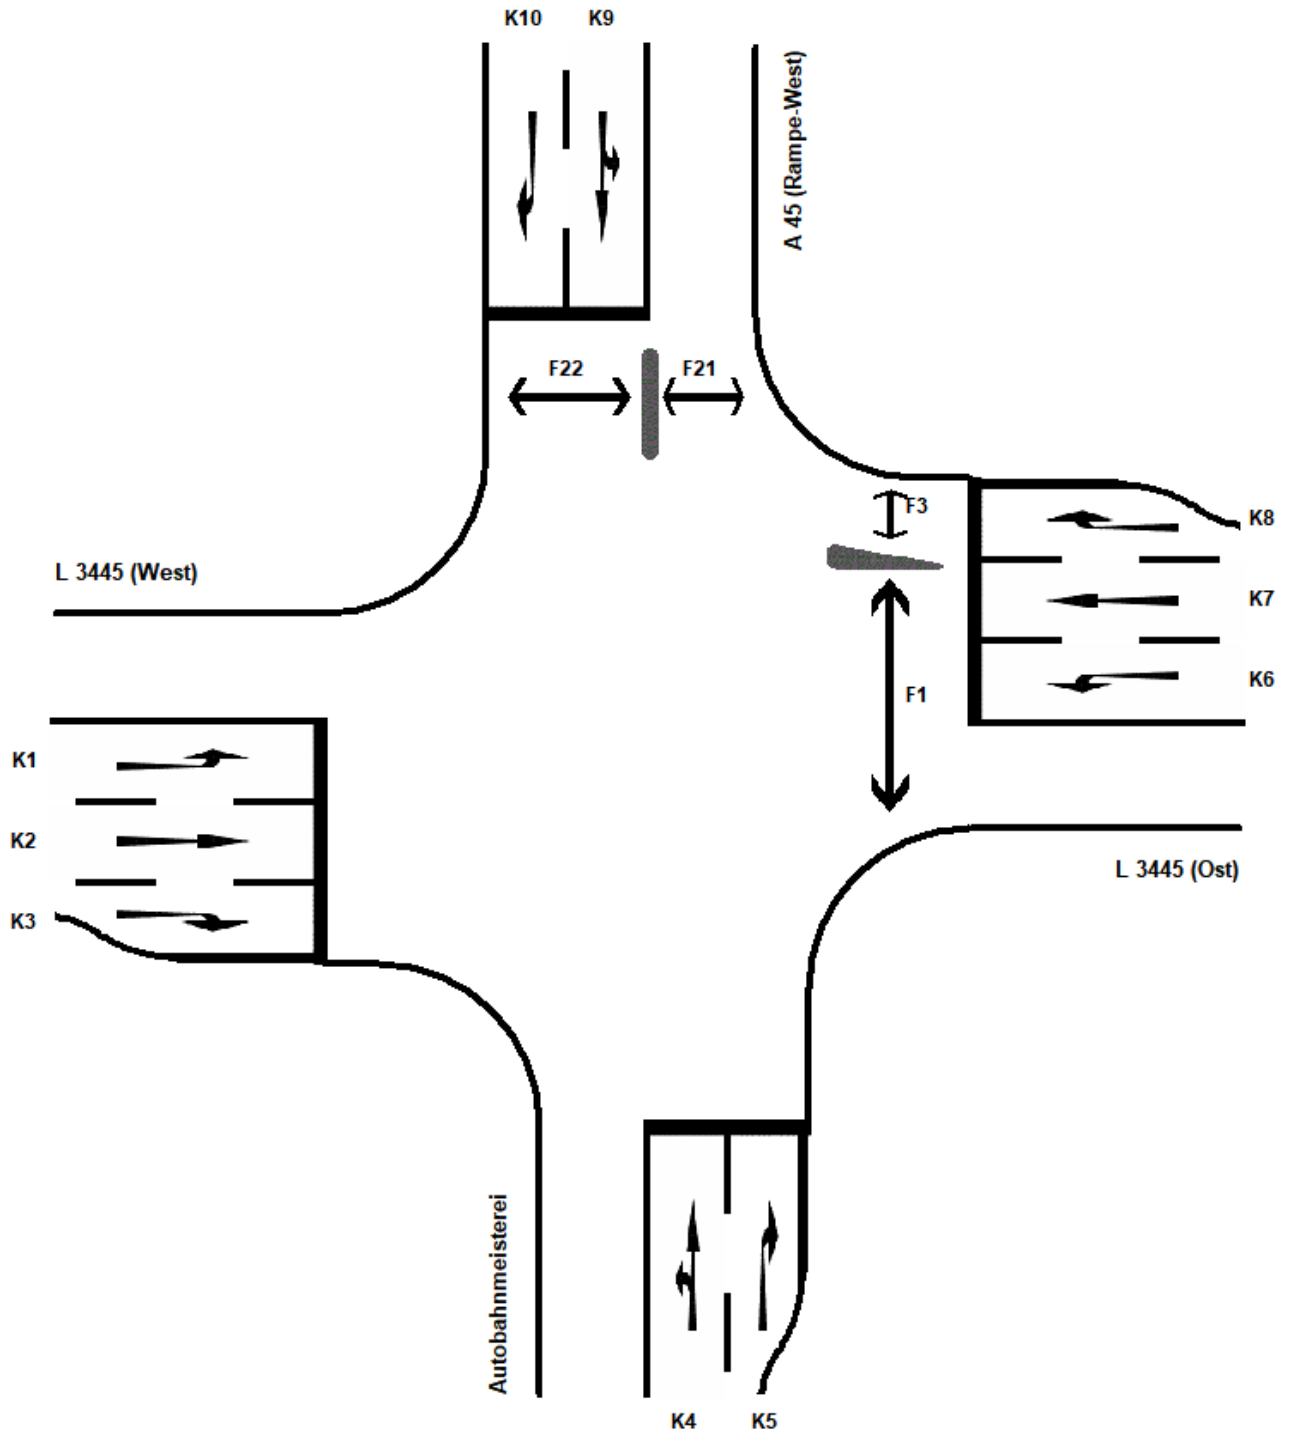 K10 K9
A 45 (Rampe-West)
F22 F21
F3
K8
L 3445 (West)
K7
K6
F1
K1
K2
K3
L 3445 (Ost)
Autobahnmeisterei
K4 K5